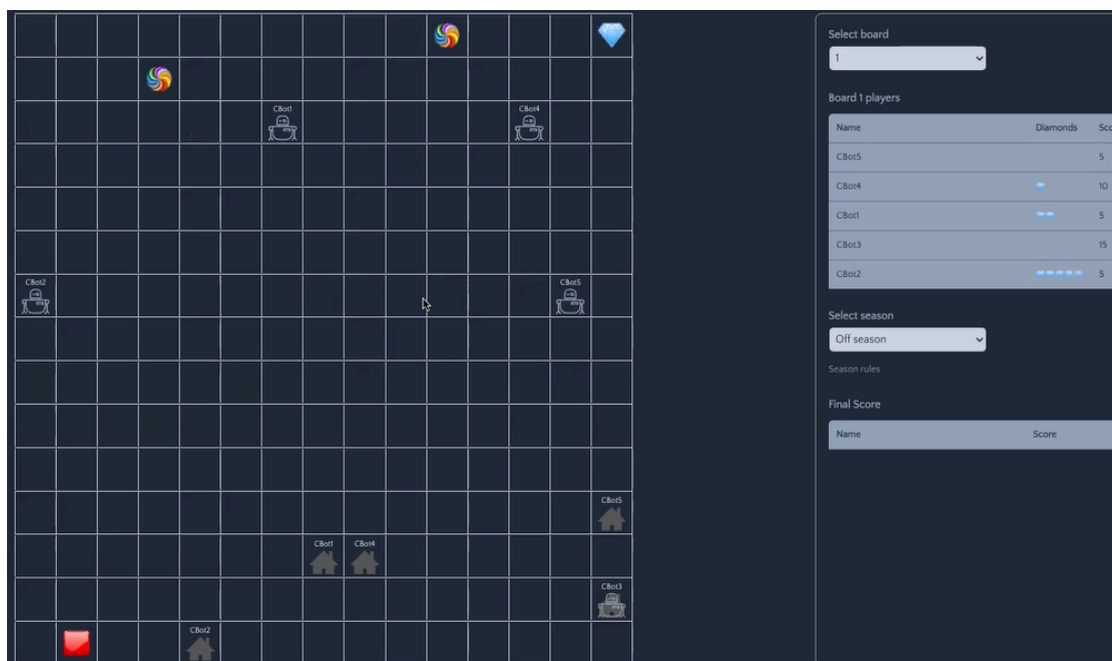 Select board
1
Board 1 players
CBot1
CBot4
Name Diamonds Sco
CBot5 5
CBot4 10
CBot1 5
CBot3 15
CBot2 5
CBot2
CBot5
Select season
Off season
Season rules
Final Score
Name Score
CBot5
CBot1 CBot4
CBot3
CBot2